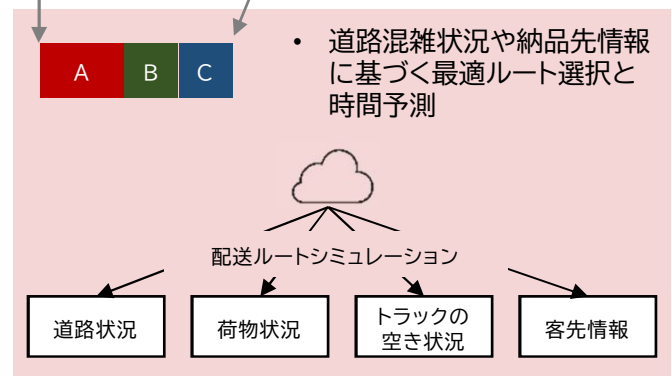 A B C
• 道路混雑状況や納品先情報
に基づく最適ルート選択と
時間予測
配送ルートシミュレーション
道路状況
荷物状況
トラックの
空き状況
客先情報